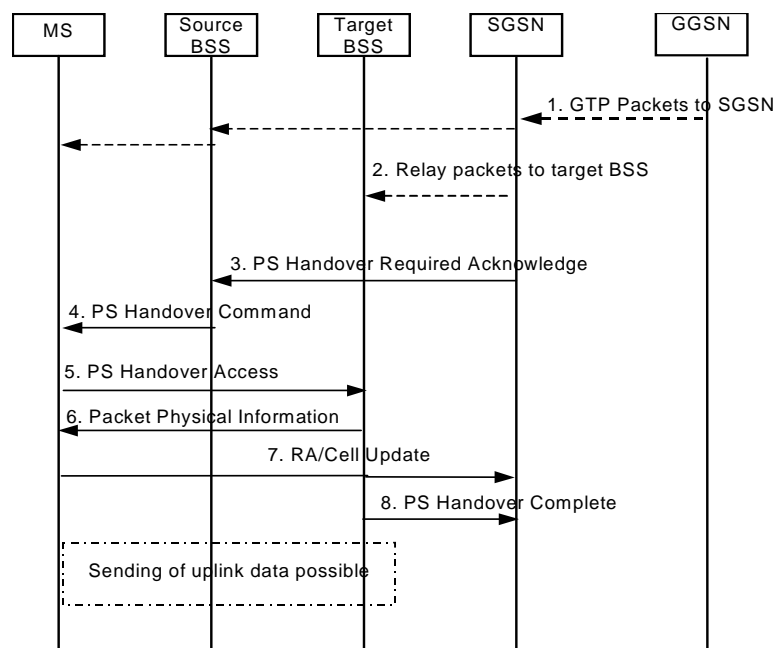 MS
Source
BSS
Target
BSS
SGSN
GGSN
1. GTP Packets to SGSN
2. Relay packets to target BSS
3. PS Handover Required Acknowledge
4. PS Handover Command
5. PS Handover Access
6. Packet Physical Information
7. RA/Cell Update
8. PS Handover Complete
Sending of uplink data possible